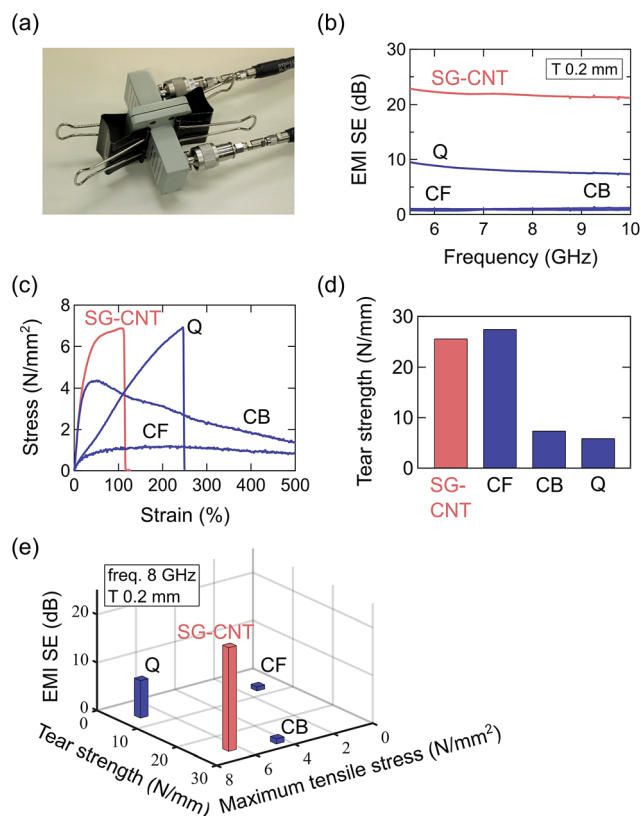 (a)
(b)
30
20
10
0
EMI SE (dB)
SG-CNT
T 0.2 mm
Q
CF
CB
6 7 8 9 10
Frequency (GHz)
(c)
8
6
4
2
0
Stress (N/mm²)
SG-CNT
Q
CB
CF
0 100 200 300 400 500
Strain (%)
(d)
30
20
10
0
Tear strength (N/mm)
SG-
CNT
CF
CB
Q
(e)
freq. 8 GHz
T 0.2 mm
EMI SE (dB)
20
10
0
SG-CNT
Q
CF
CB
0
10
20
30
Tear strength (N/mm)
8
6
4
2
0
Maximum tensile stress (N/mm²)